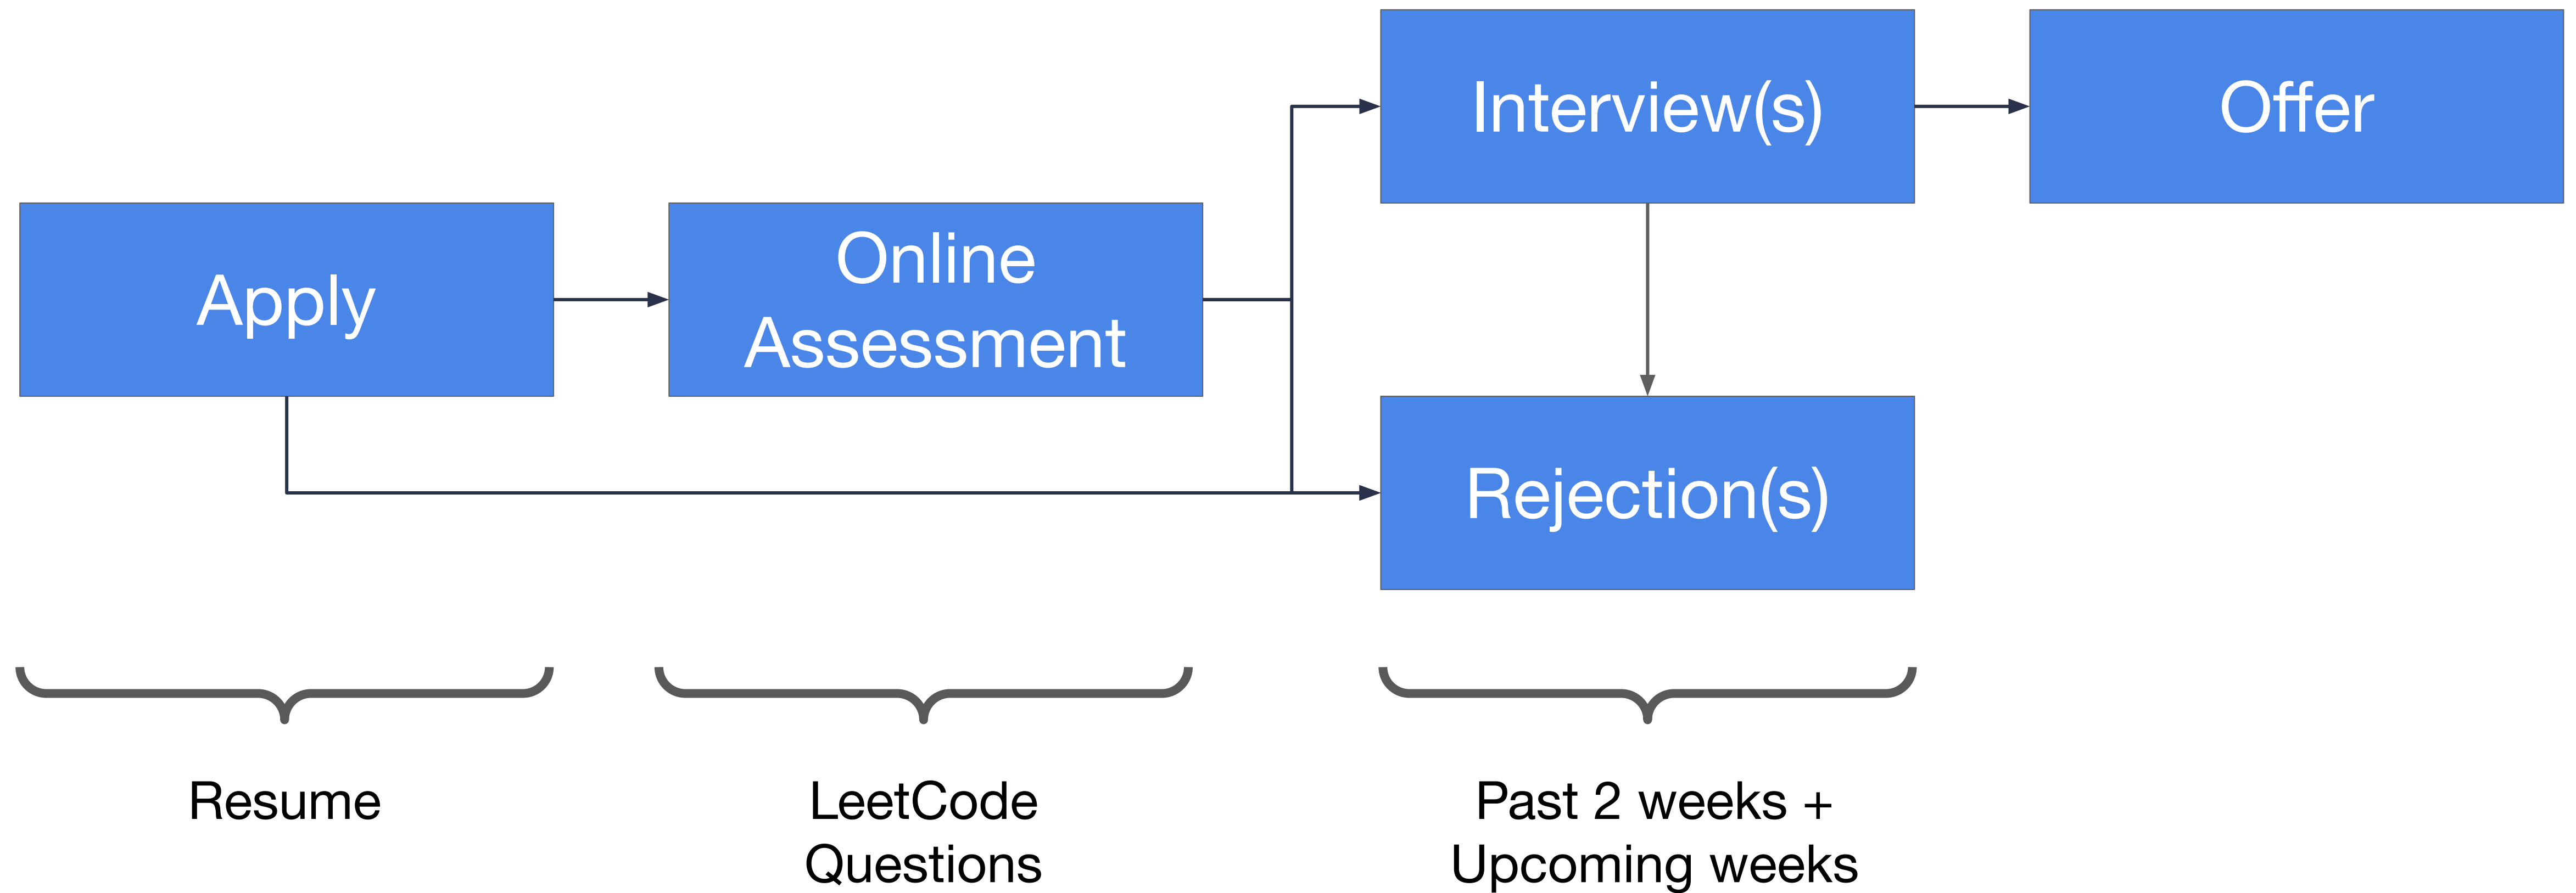 Interview(s)
Offer
Apply
Online
Assessment
Rejection(s)
Resume
LeetCode
Questions
Past 2 weeks +
Upcoming weeks